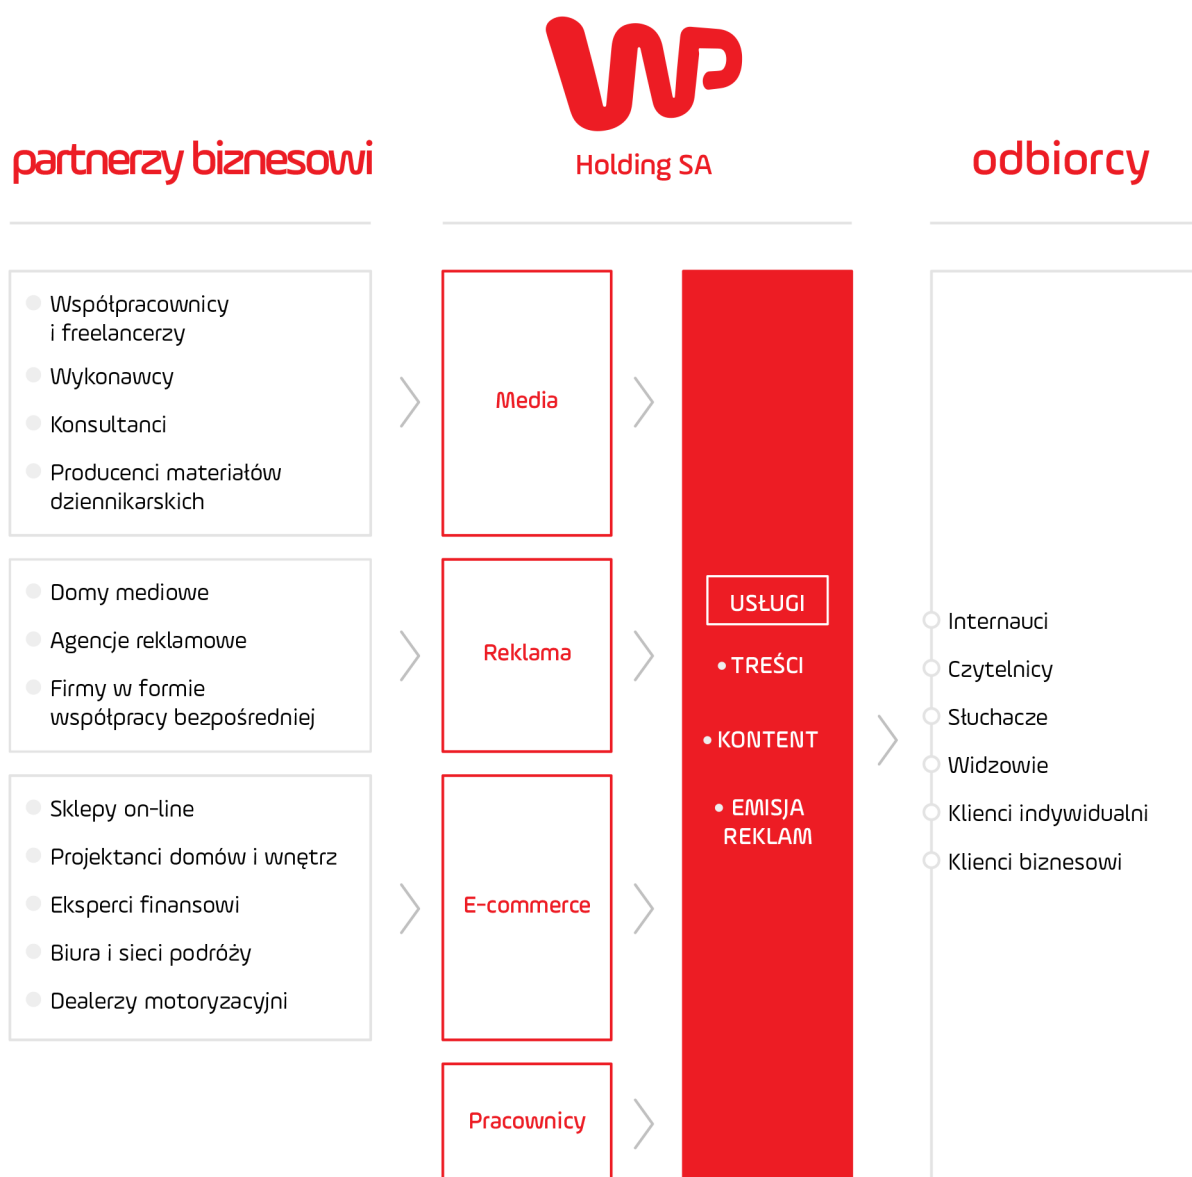 WP
partnerzy biznesowi
Holding SA
odbiorcy
Współpracownicy
i freelancerzy
Wykonawcy
Konsultanci
Producenci materiałów
dziennikarskich
Media
Domy mediowe
Agencje reklamowe
Firmy w formie
współpracy bezpośredniej
Reklama
Sklepy on-line
Projektanci domów i wnętrz
Eksperci finansowi
Biura i sieci podróży
Dealerzy motoryzacyjni
E-commerce
Pracownicy
USŁUGI
• TREŚCI
• KONTENT
• EMISJA
REKLAM
Internauci
Czytelnicy
Słuchacze
Widzowie
Klienci indywidualni
Klienci biznesowi